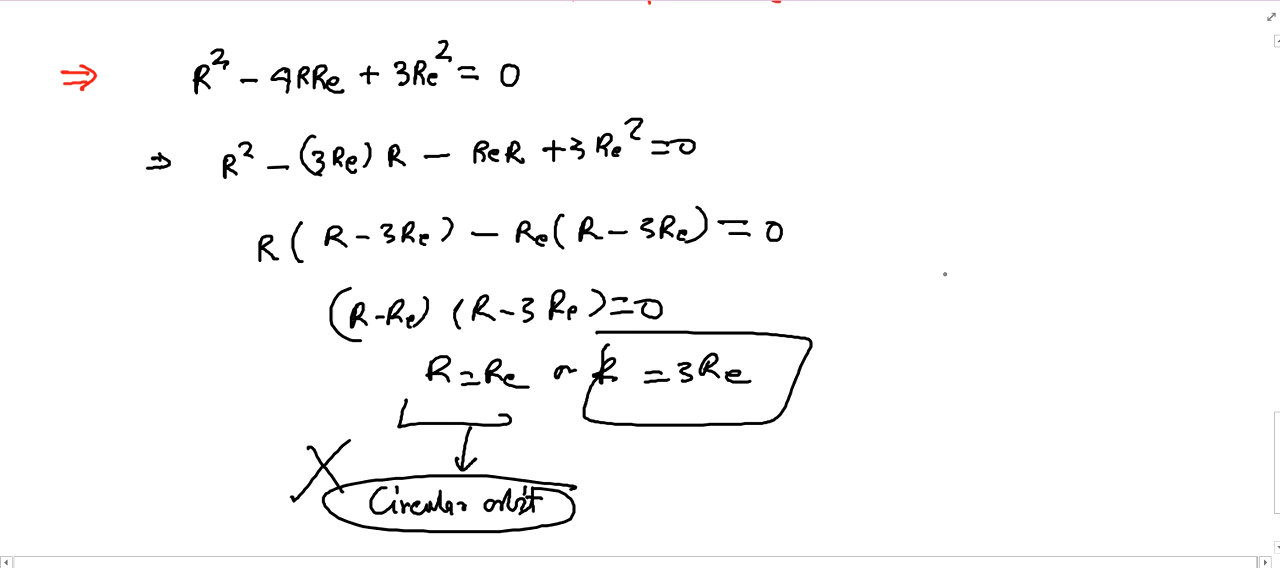 ⇒ R² - 4RRe + 3Re² = 0
⇒ R² - (3Re) R - ReR + 3Re² = 0
R ( R - 3Re ) - Re ( R - 3Re ) = 0
(R - Re) (R - 3Re) = 0
R = Re or R = 3Re
X
Circular orbit